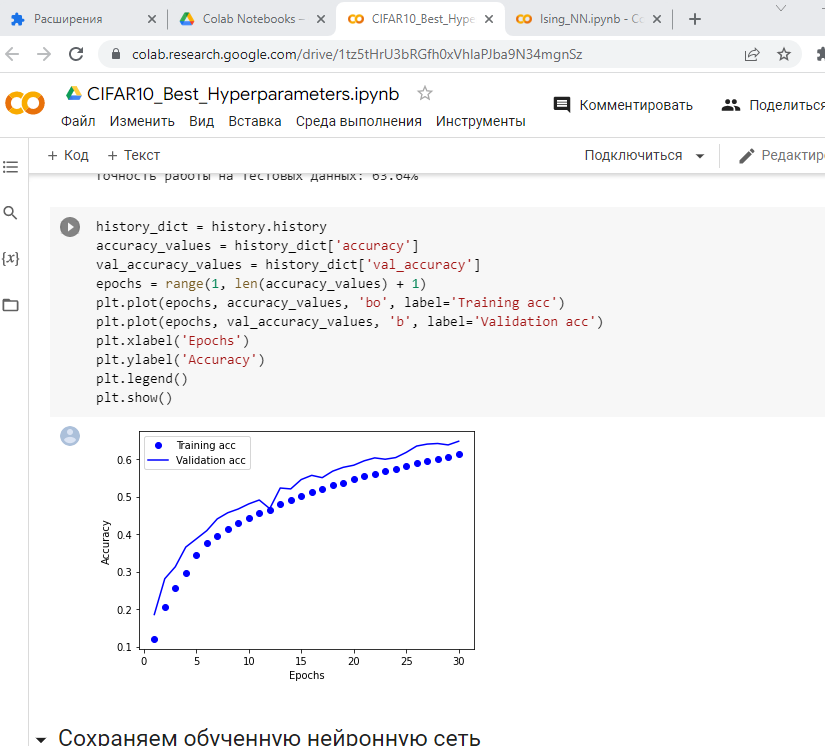 Расширения
Colab Notebooks –
CIFAR10_Best_Hype
Ising_NN.ipynb - Co
colab.research.google.com/drive/1tz5tHrU3bRGfh0xVhIaPJba9N34mgnSz
CIFAR10_Best_Hyperparameters.ipynb
Комментировать
Поделиться
Файл Изменить Вид Вставка Среда выполнения Инструменты
+ Код + Текст
Подключиться
Редактир
точность работы на тестовых данных: 63.64%
history_dict = history.history
accuracy_values = history_dict['accuracy']
val_accuracy_values = history_dict['val_accuracy']
epochs = range(1, len(accuracy_values) + 1)
plt.plot(epochs, accuracy_values, 'bo', label='Training acc')
plt.plot(epochs, val_accuracy_values, 'b', label='Validation acc')
plt.xlabel('Epochs')
plt.ylabel('Accuracy')
plt.legend()
plt.show()
{x}
Training acc
Validation acc
0.6
0.5
0.4
0.3
0.2
0.1
Accuracy
0 5 10 15 20 25 30
Epochs
Сохраняем обученную нейронную сеть